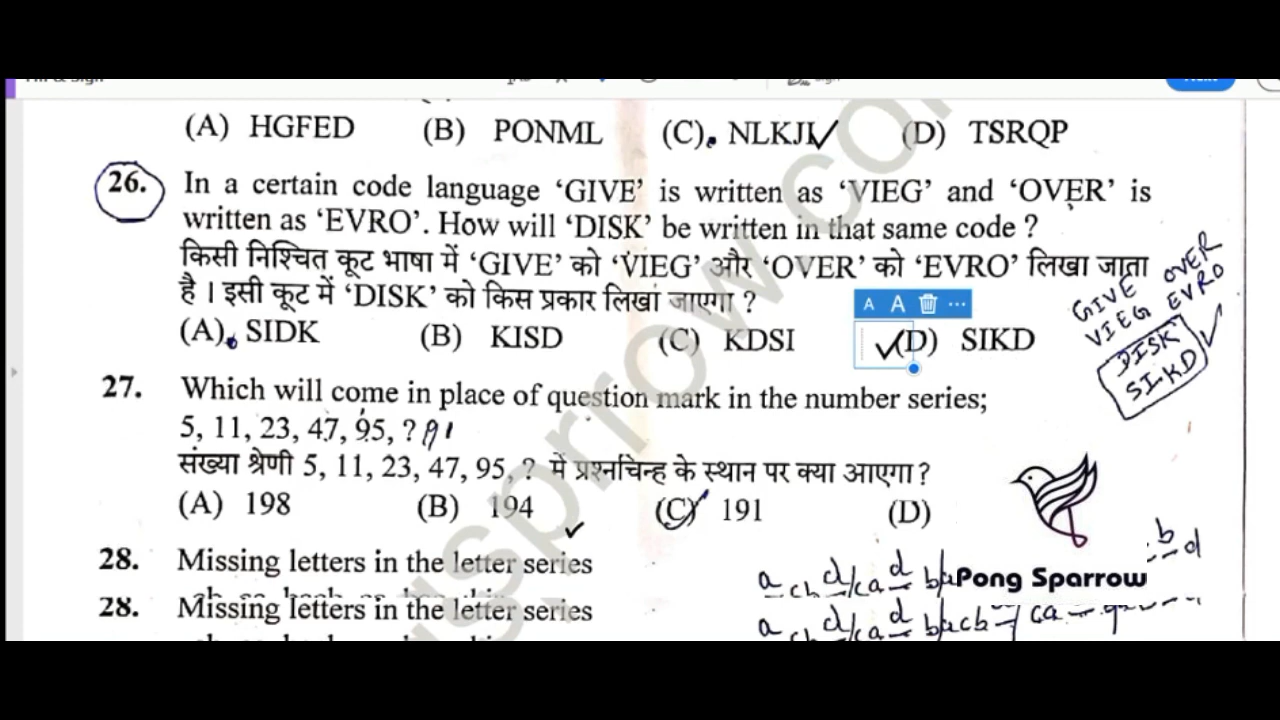 (A) HGFED (B) PONML (C) NLKJI (D) TSRQP
26. In a certain code language ‘GIVE’ is written as ‘VIEG’ and ‘OVER’ is
written as ‘EVRO’. How will ‘DISK’ be written in that same code ?
किसी निश्चित कूट भाषा में ‘GIVE’ को ‘VIEG’ और ‘OVER’ को ‘EVRO’ लिखा जाता
है । इसी कूट में ‘DISK’ को किस प्रकार लिखा जाएगा ?
GIVE OVER
VIEG EVRO
DISK
SIKD
A A ...
(A) SIDK (B) KISD (C) KDSI (D) SIKD
27. Which will come in place of question mark in the number series;
5, 11, 23, 47, 95, ?
संख्या श्रेणी 5, 11, 23, 47, 95, ? में प्रश्नचिन्ह के स्थान पर क्या आएगा ?
(A) 198 (B) 194 (C) 191 (D)
28. Missing letters in the letter series
Pong Sparrow
28. Missing letters in the letter series